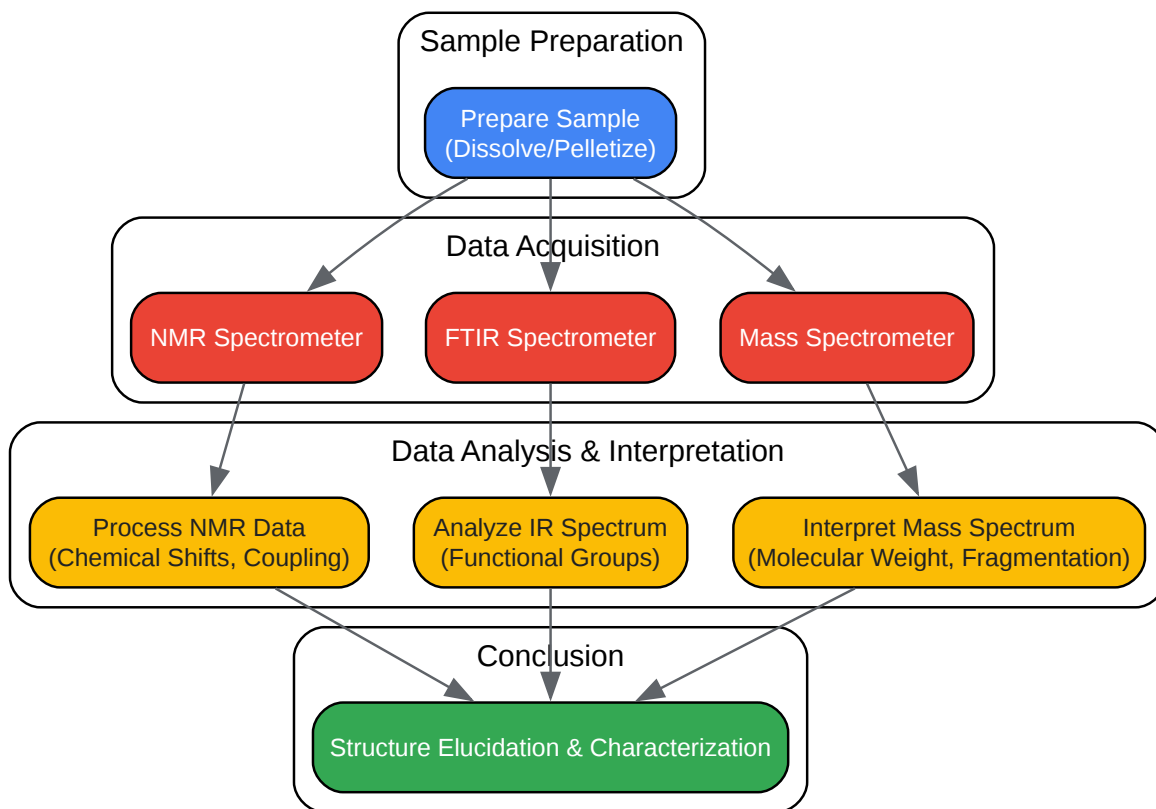 Sample Preparation
Prepare Sample
(Dissolve/Pelletize)
Data Acquisition
NMR Spectrometer
FTIR Spectrometer
Mass Spectrometer
Data Analysis & Interpretation
Process NMR Data
(Chemical Shifts, Coupling)
Analyze IR Spectrum
(Functional Groups)
Interpret Mass Spectrum
(Molecular Weight, Fragmentation)
Conclusion
Structure Elucidation & Characterization